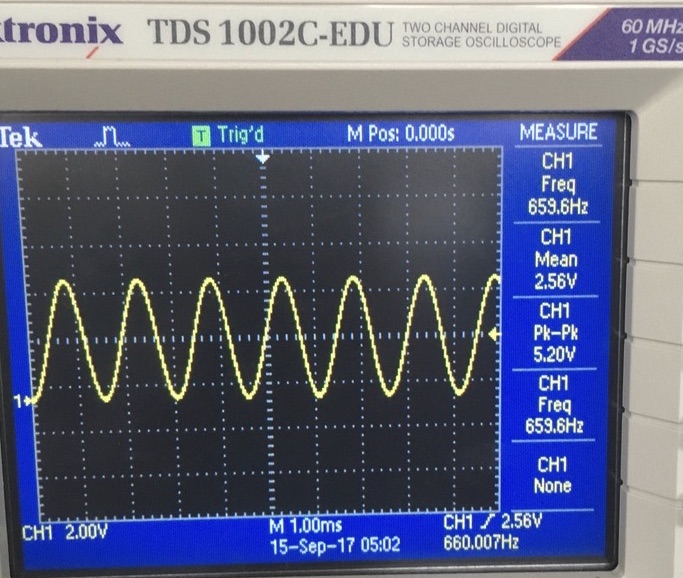 tronix TDS 1002C-EDU TWO CHANNEL DIGITAL
STORAGE OSCILLOSCOPE
60 MHz
1 GS/s
Tek T Trig'd M Pos: 0.000s MEASURE
CH1
Freq
659.6Hz
CH1
Mean
2.56V
CH1
Pk-Pk
5.20V
CH1
Freq
659.6Hz
CH1
None
1
CH1 2.00V M 1.00ms CH1 2.56V
15-Sep-17 05:02 660.007Hz